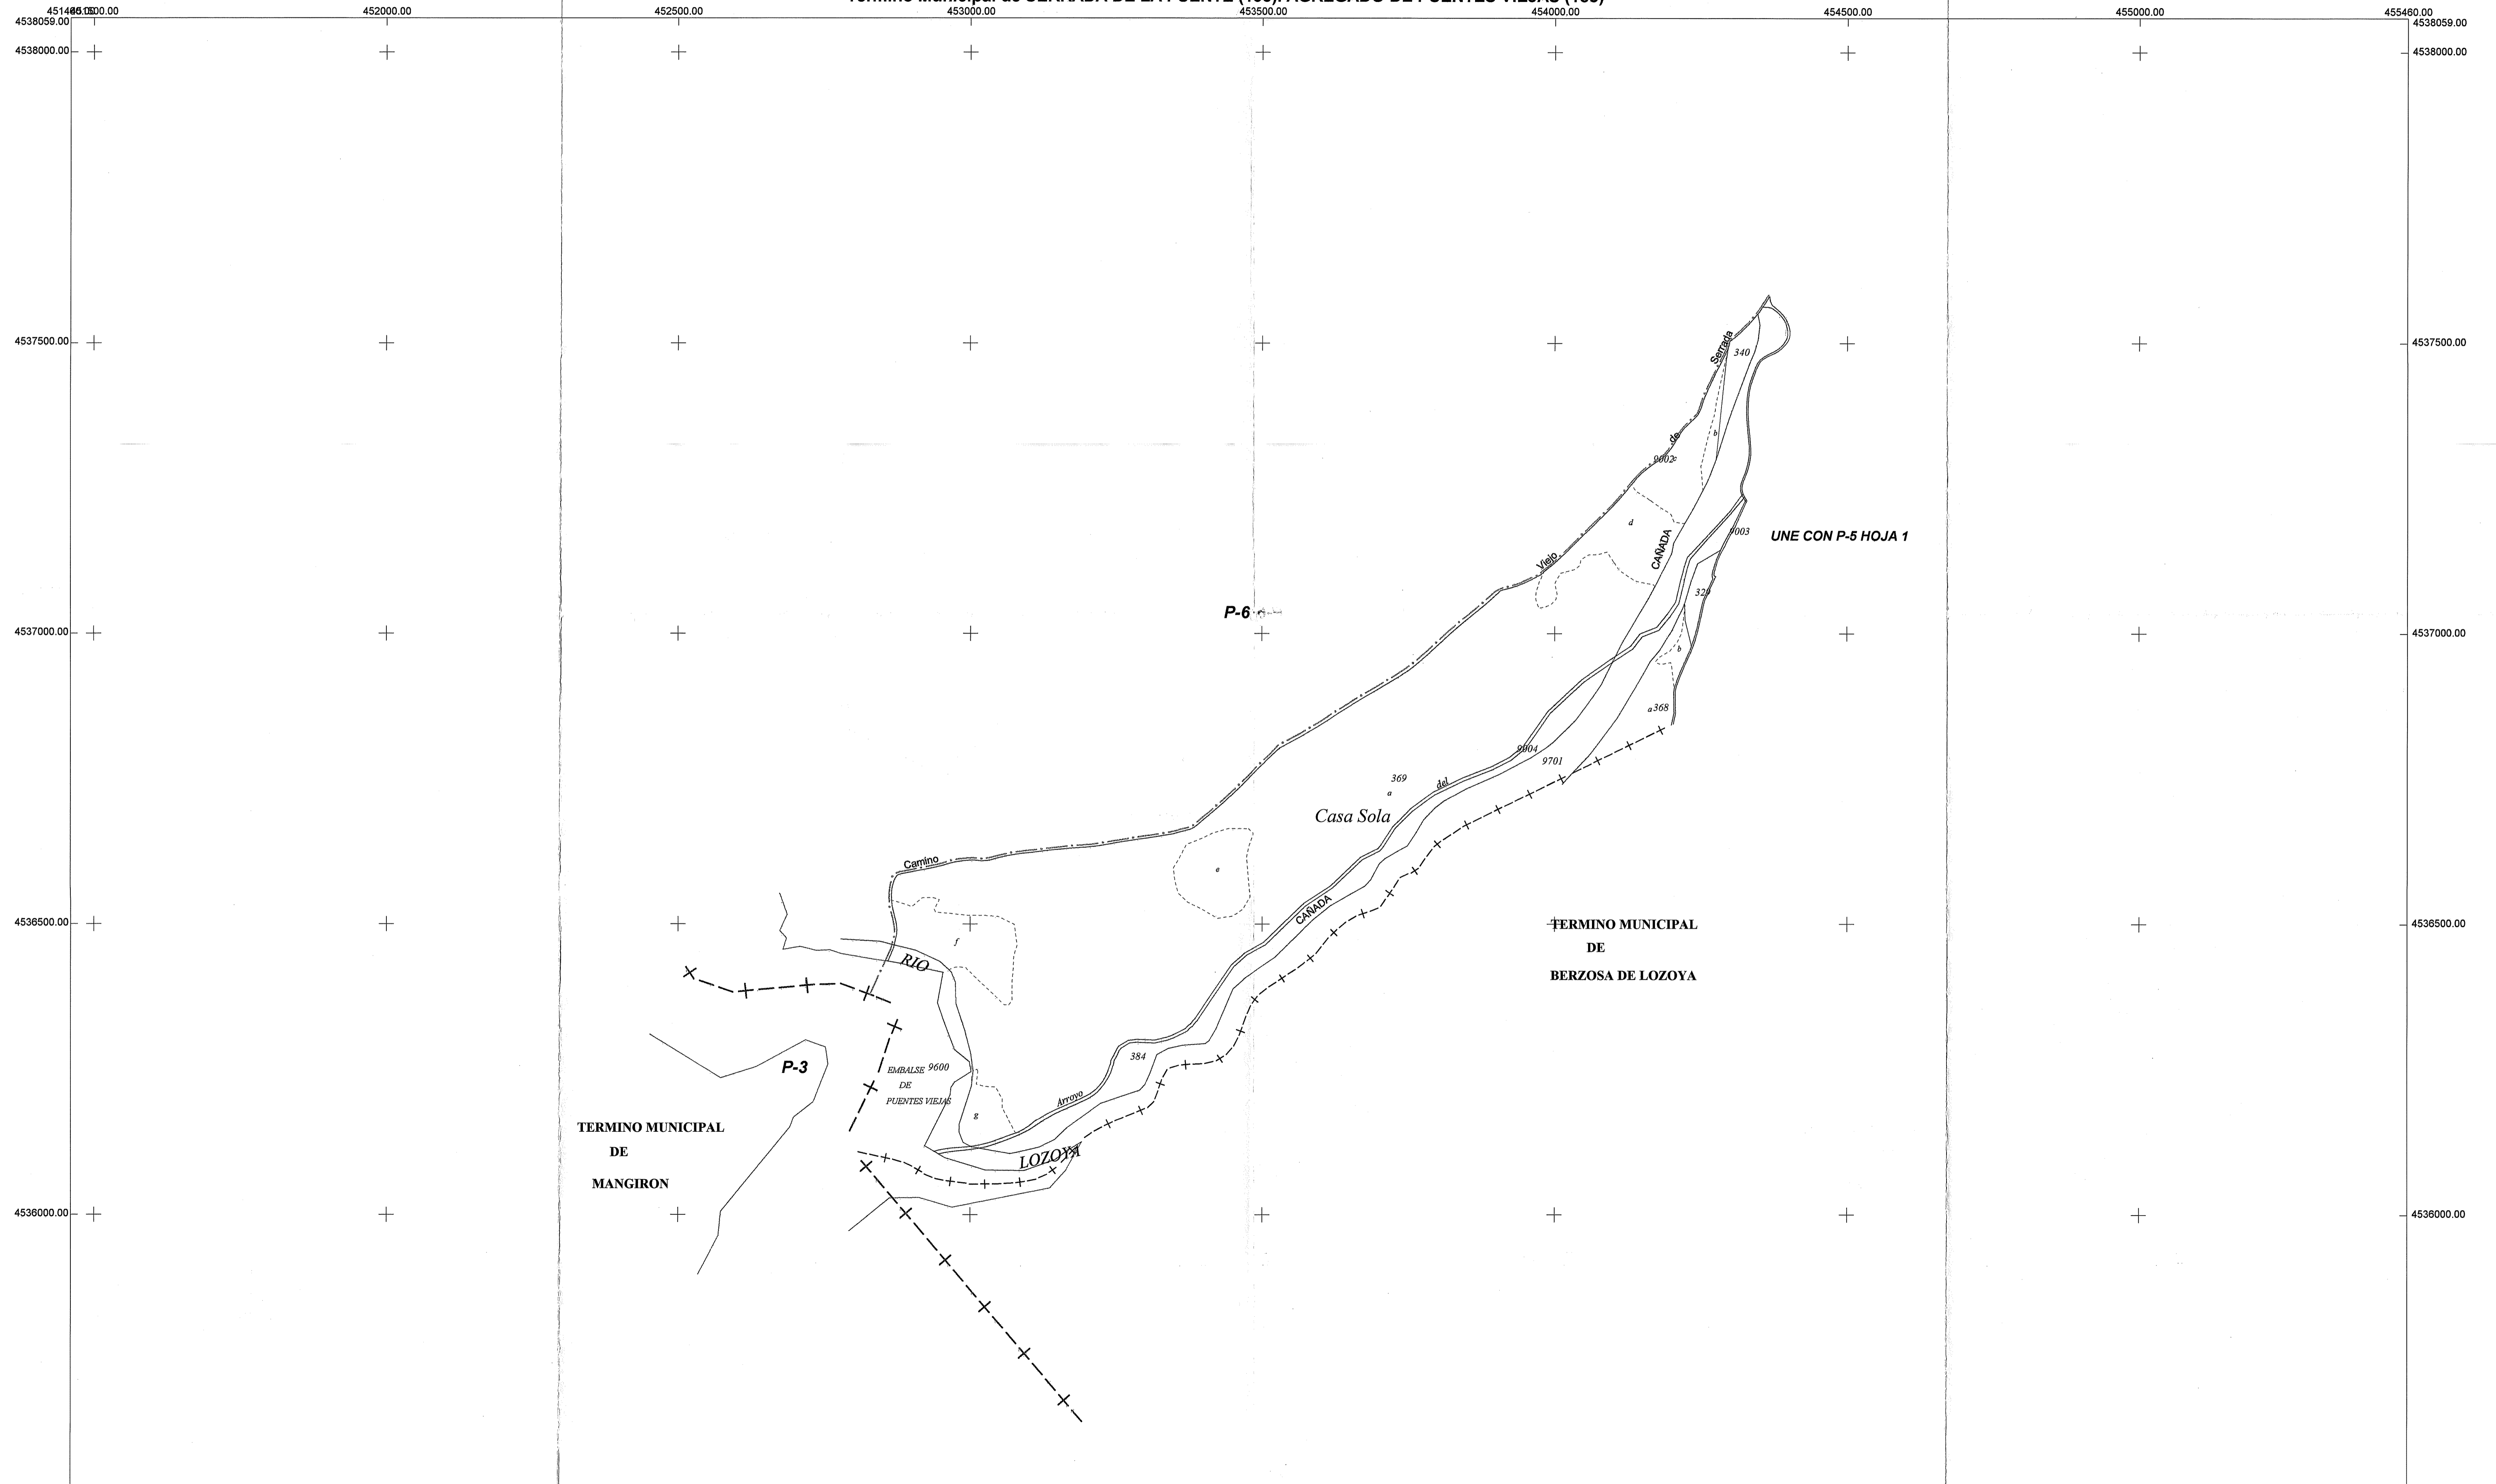 452000.00
452500.00
453000.00
453500.00
454000.00
454500.00
455000.00
455460.00
4538059.00
4538059.00
4538000.00
4538000.00
Serrada
340
4537500.00
4537500.00
b
de
9002
c
d
CAÑADA
9003
UNE CON P-5 HOJA 1
Viejo
320
P-6
4537000.00
4537000.00
b
a 368
9004
9701
369
a
del
Casa Sola
Camino
e
CAÑADA
4536500.00
TERMINO MUNICIPAL
4536500.00
DE
f
RIO
BERZOSA DE LOZOYA
384
P-3
EMBALSE 9600
DE
PUENTES VIEJAS
Arroyo
g
TERMINO MUNICIPAL
DE
LOZOYA
MANGIRON
4536000.00
4536000.00